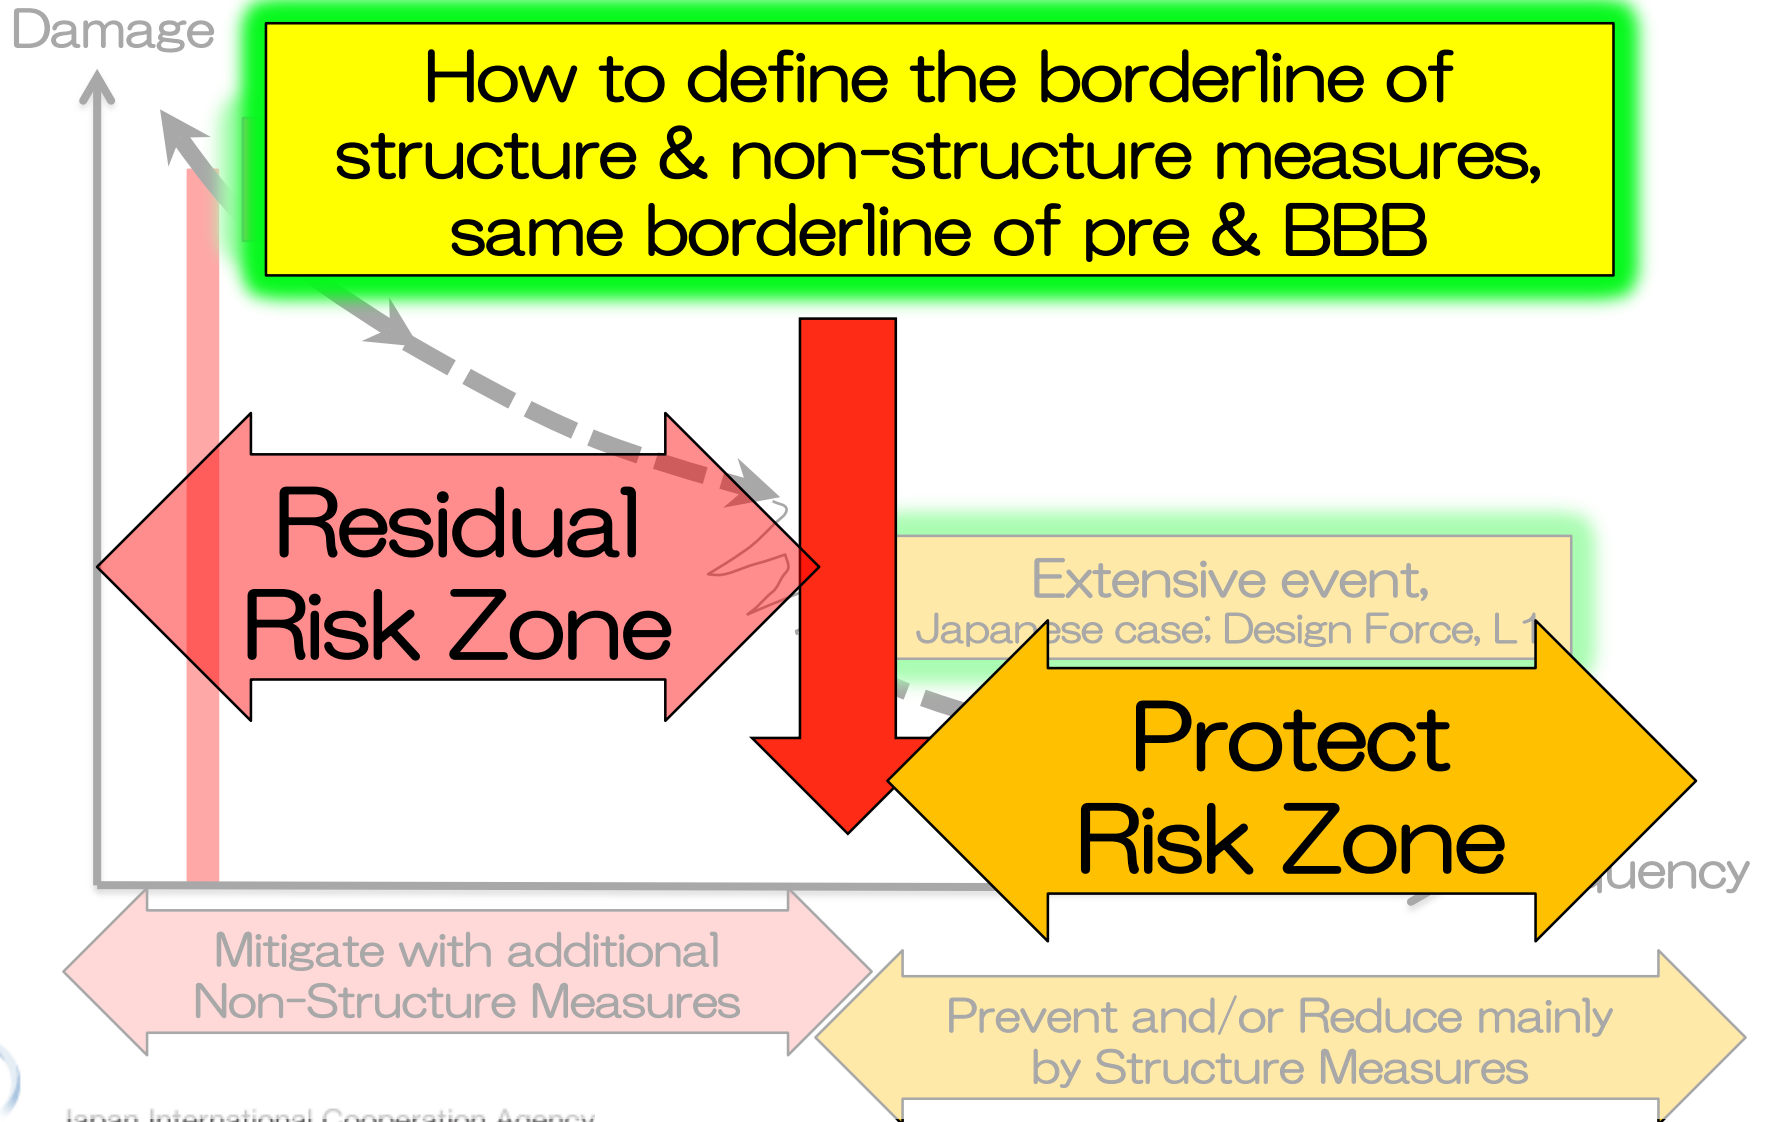 Damage
How to define the borderline of
structure & non-structure measures,
same borderline of pre & BBB
Residual
Risk Zone
Extensive event,
Japanese case; Design Force, L1
Protect
Risk Zone
Mitigate with additional
Non-Structure Measures
Prevent and/or Reduce mainly
by Structure Measures
Japan International Cooperation Agency